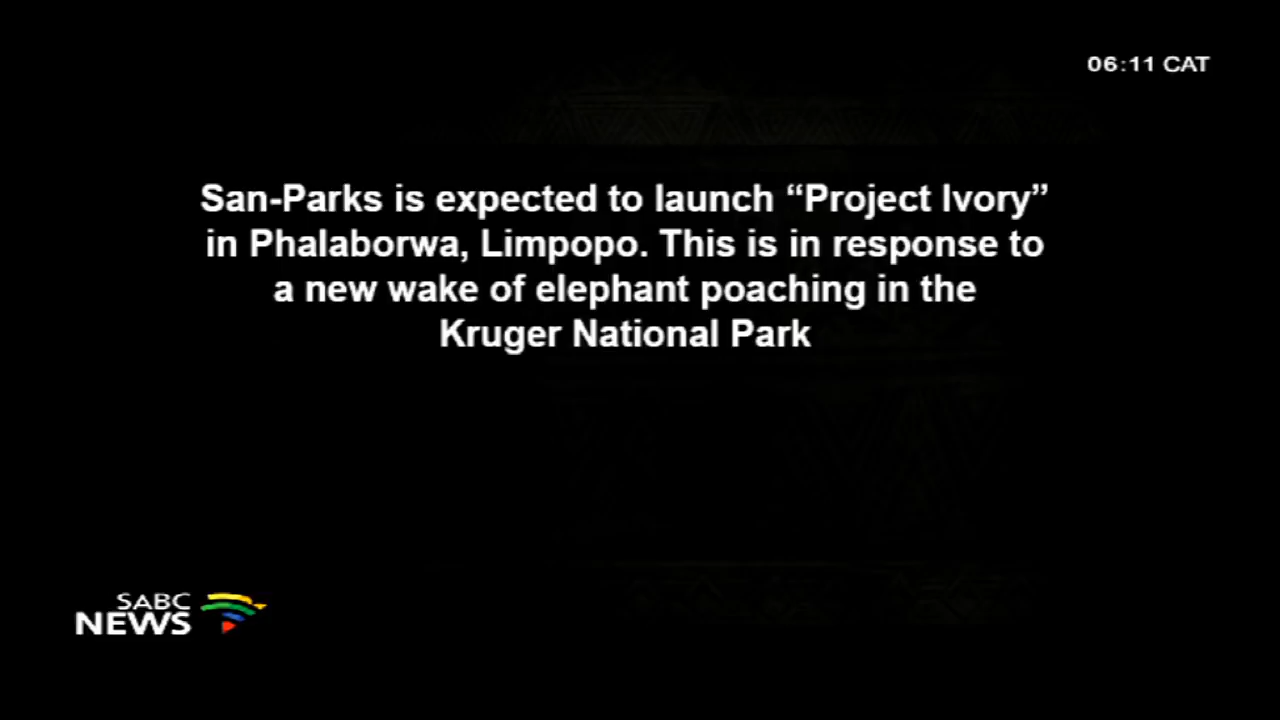 06:11 CAT
San-Parks is expected to launch “Project Ivory”
in Phalaborwa, Limpopo. This is in response to
a new wake of elephant poaching in the
Kruger National Park
SABC
NEWS